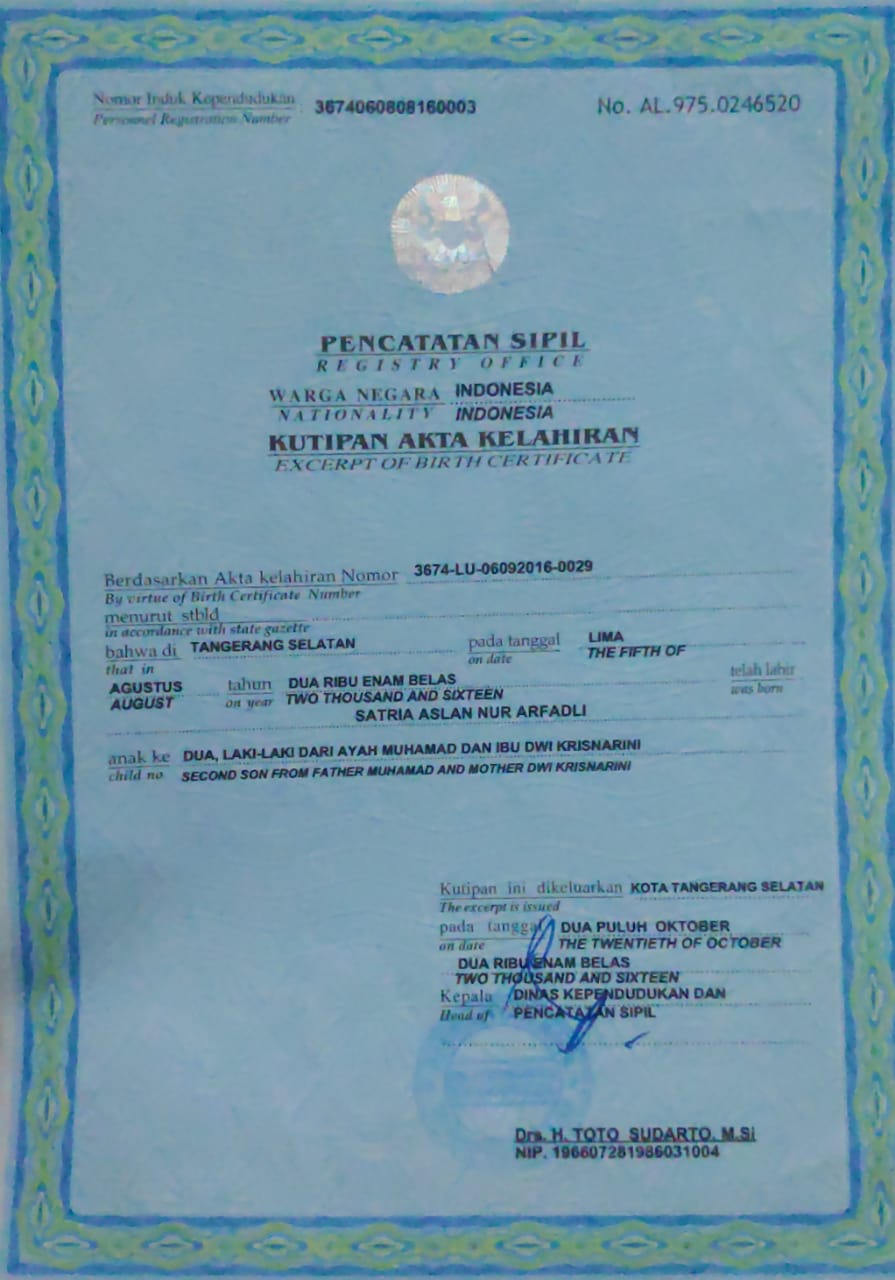 Nomor Induk Kependudukan 3674060808160003 No. AL.975.0246520
Personnel Registration Number
PENCATATAN SIPIL
REGISTRY OFFICE
WARGA NEGARA INDONESIA
NATIONALITY INDONESIA
KUTIPAN AKTA KELAHIRAN
EXCERPT OF BIRTH CERTIFICATE
Berdasarkan Akta kelahiran Nomor 3674-LU-06092016-0029
By virtue of Birth Certificate Number
menurut stbld
in accordance with state gazette
bahwa di TANGERANG SELATAN pada tanggal LIMA
that in on date THE FIFTH OF
AGUSTUS tahun DUA RIBU ENAM BELAS telah lahir
AUGUST on year TWO THOUSAND AND SIXTEEN was born
SATRIA ASLAN NUR ARFADLI
anak ke DUA, LAKI-LAKI DARI AYAH MUHAMAD DAN IBU DWI KRISNARINI
child no SECOND SON FROM FATHER MUHAMAD AND MOTHER DWI KRISNARINI
Kutipan ini dikeluarkan KOTA TANGERANG SELATAN
The excerpt is issued
pada tanggal DUA PULUH OKTOBER
on date THE TWENTIETH OF OCTOBER
DUA RIBU ENAM BELAS
TWO THOUSAND AND SIXTEEN
Kepala DINAS KEPENDUDUKAN DAN
Head of PENCATATAN SIPIL
Drs. H. TOTO SUDARTO, M.Si
NIP. 196607281986031004